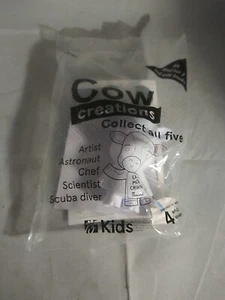 Cow
creations
Collect all five
Artist
Astronaut
Chef
Scientist
Scuba diver
Kids
4